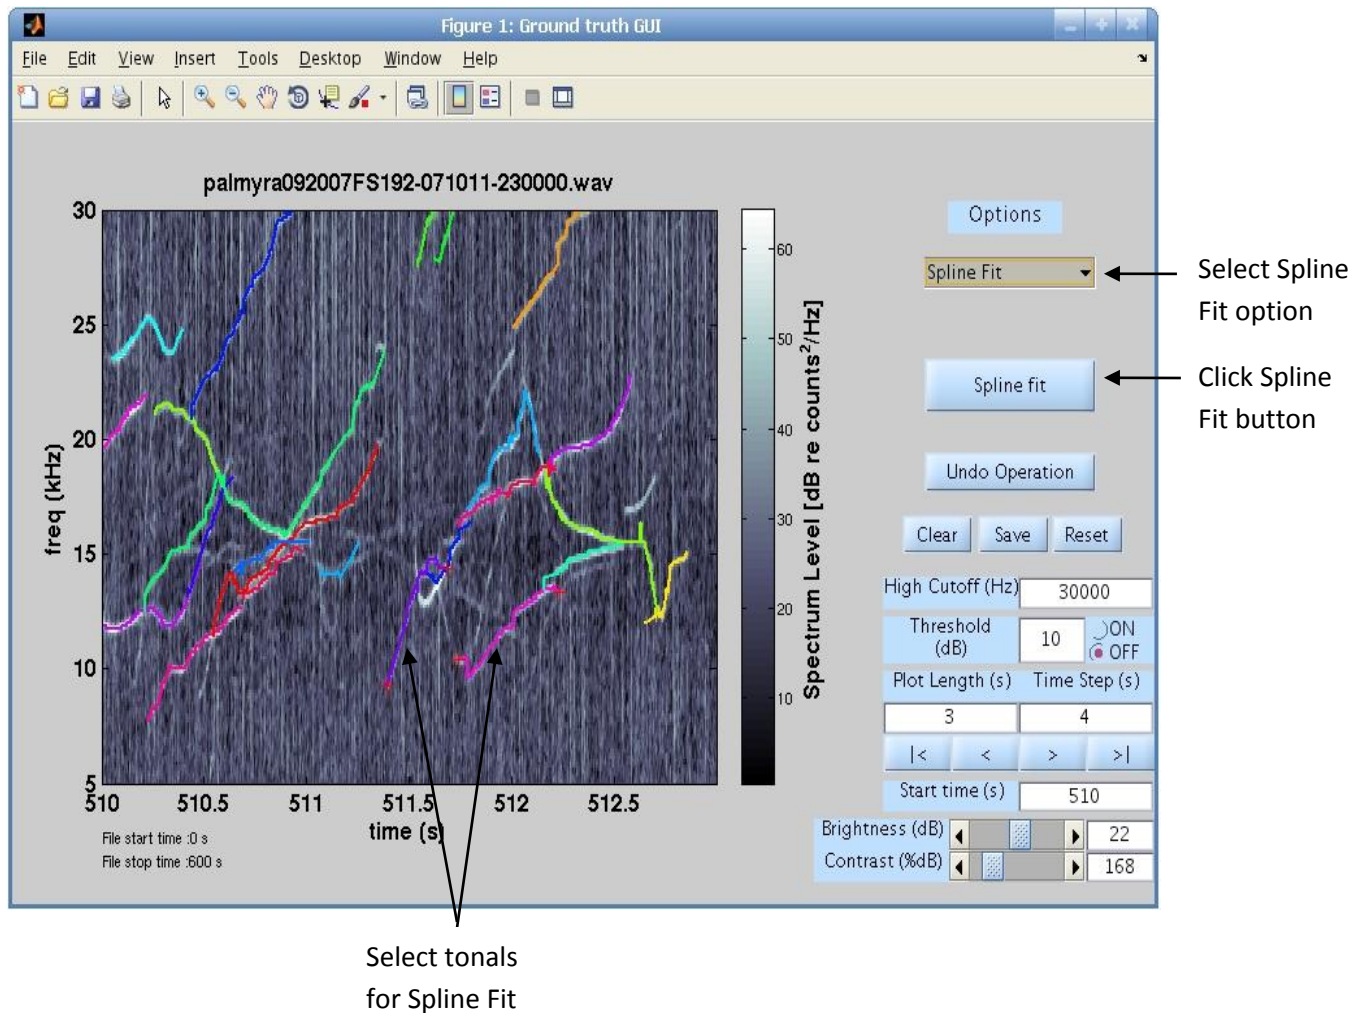 Figure 1: Ground truth GUI
File Edit View Insert Tools Desktop Window Help
palmyra092007FS192-071011-230000.wav
30
25
20
15
10
5
freq (kHz)
510 510.5 511 511.5 512 512.5
time (s)
File start time :0 s
File stop time :600 s
60
50
40
30
20
10
Spectrum Level [dB re counts²/Hz]
Options
Spline Fit
Spline fit
Undo Operation
Clear Save Reset
High Cutoff (Hz) 30000
Threshold
(dB)
10
ON
OFF
Plot Length (s) Time Step (s)
3 4
|< < > >|
Start time (s) 510
Brightness (dB) 22
Contrast (%dB) 168
Select Spline
Fit option
Click Spline
Fit button
Select tonals
for Spline Fit